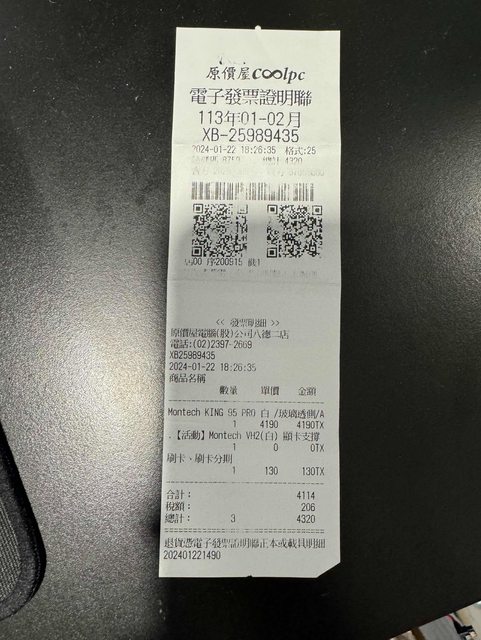 原價屋coolpc
電子發票證明聯
113年01-02月
XB-25989435
2024-01-22 18:26:35 格式:25
4320
<< 發票明細 >>
原價屋電腦(股)公司八德二店
電話:(02)2397-2669
XB25989435
2024-01-22 18:26:35
商品名稱
數量 單價 金額
Montech KING 95 PRO 白 /玻璃透側/A
1 4190 4190TX
.【活動】Montech VH2(白) 顯卡支撐
1 0 0TX
刷卡、刷卡分期
1 130 130TX
合計: 4114
稅額: 206
總計: 3 4320
退貨憑電子發票證明聯正本或載具明細
202401221490